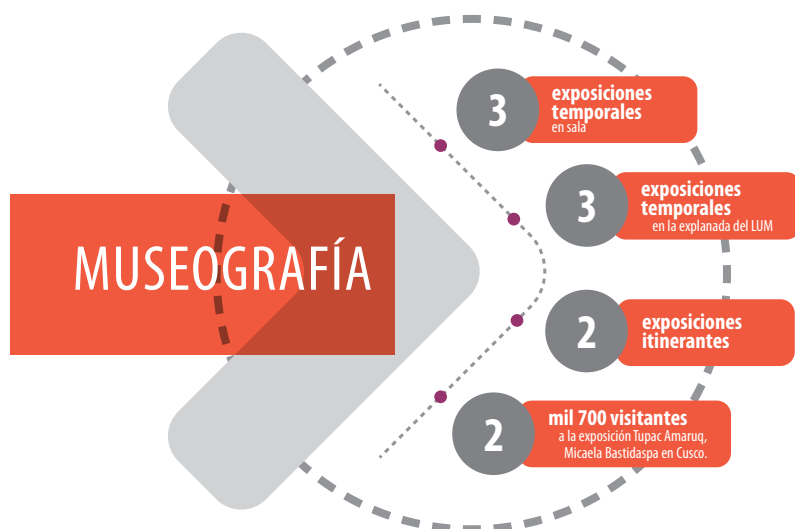 MUSEOGRAFÍA
3
exposiciones
temporales
en sala
3
exposiciones
temporales
en la explanada del LUM
2
exposiciones
itinerantes
2
mil 700 visitantes
a la exposición Tupac Amaruq,
Micaela Bastidaspa en Cusco.